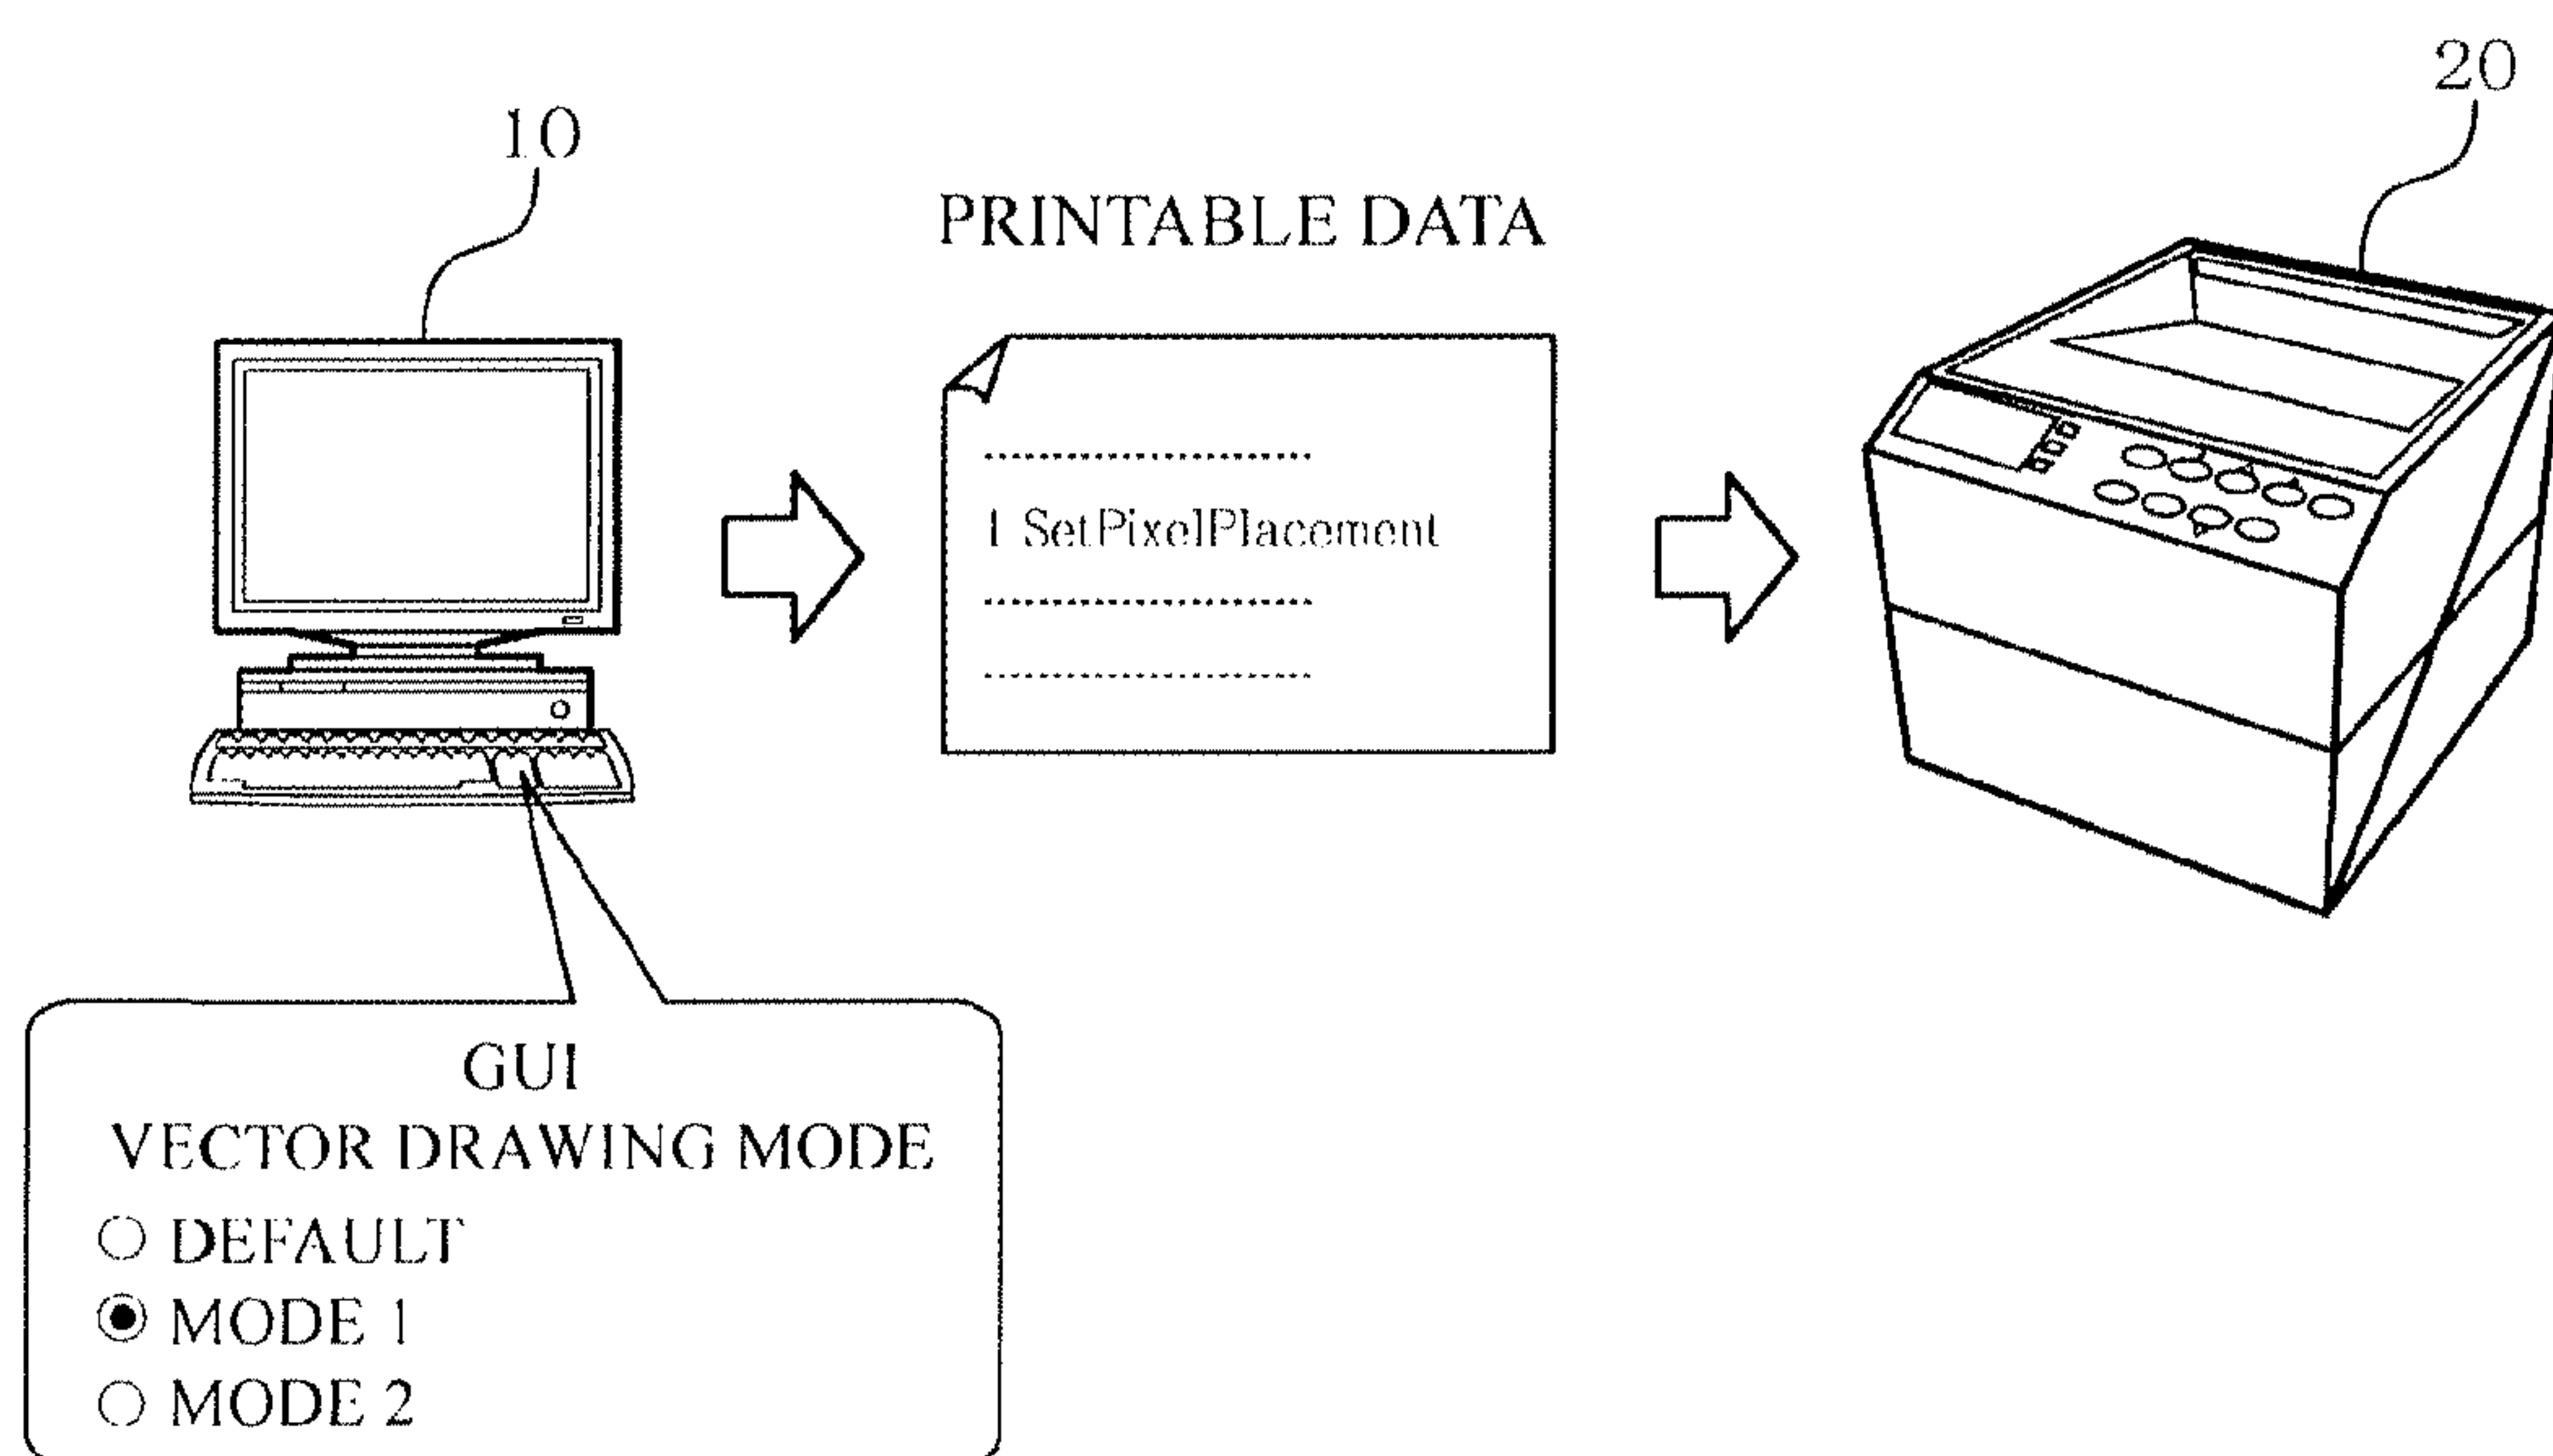 10
20
PRINTABLE DATA
1 SetPixelPlacement
GUI
VECTOR DRAWING MODE
DEFAULT
MODE 1
MODE 2